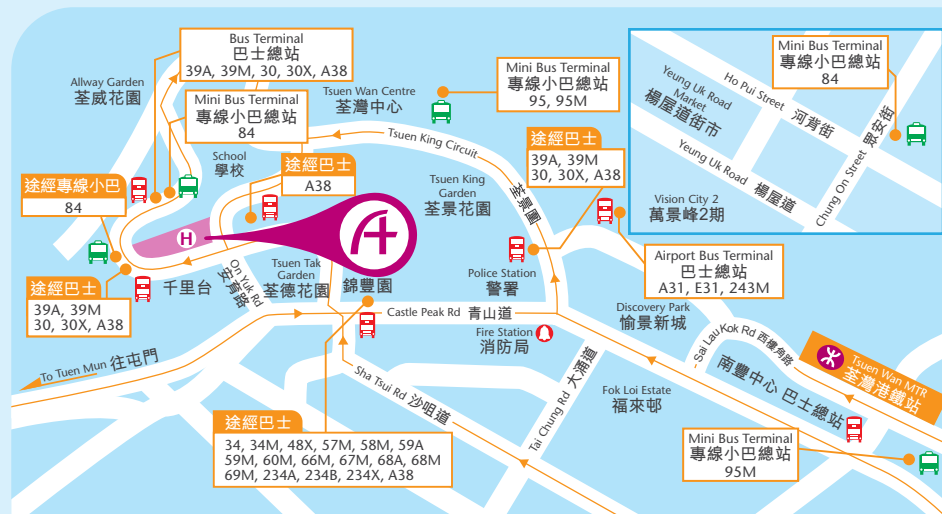 Bus Terminal
巴士總站
39A, 39M, 30, 30X, A38
Allway Garden
荃威花園
Mini Bus Terminal
專線小巴總站
84
Tsuen Wan Centre
荃灣中心
Mini Bus Terminal
專線小巴總站
95, 95M
Mini Bus Terminal
專線小巴總站
84
Yeung Uk Road
Market
楊屋道街市
Ho Pui Street 河背街
Yeung Uk Road 楊屋道
Chung On Street 眾安街
Vision City 2
萬景峰2期
School
學校
途經巴士
A38
Tsuen King Circuit
荃景圍
途經巴士
39A, 39M
30, 30X, A38
Tsuen King
Garden
荃景花園
途經專線小巴
84
H
途經巴士
39A, 39M
30, 30X, A38
千里台
On Yuk Rd
安育路
Tsuen Tak
Garden
荃德花園
錦豐園
Police Station
警署
Airport Bus Terminal
巴士總站
A31, E31, 243M
Castle Peak Rd 青山道
Fire Station
消防局
Discovery Park
愉景新城
Sai Lau Kok Rd 西樓角路
Tsuen Wan MTR
荃灣港鐵站
To Tuen Mun 往屯門
Sha Tsui Rd 沙咀道
Tai Chung Rd 大涌道
Fok Loi Estate
福來邨
南豐中心 巴士總站
途經巴士
34, 34M, 48X, 57M, 58M, 59A
59M, 60M, 66M, 67M, 68A, 68M
69M, 234A, 234B, 234X, A38
Mini Bus Terminal
專線小巴總站
95M